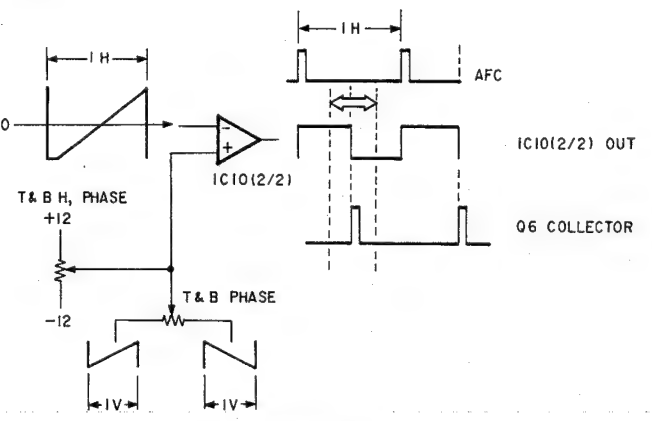 1H
1H
AFC
0
−
+
IC10(2/2)
IC10(2/2) OUT
T&B H, PHASE
+12
−12
Q6 COLLECTOR
T&B PHASE
1V
1V